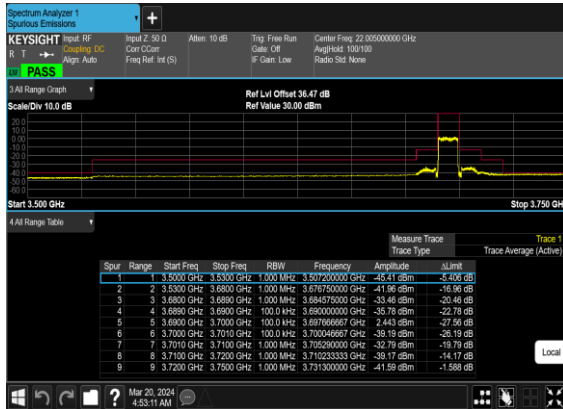 Spectrum Analyzer 1
Spurious Emissions
KEYSIGHT Input: RF Input Z: 50 Ω Atten: 10 dB Trig: Free Run Center Freq: 22.005000000 GHz
R T Coupling: DC Corr CCorr Gate: Off Avg|Hold: 100/100
Align: Auto Freq Ref: Int (S) IF Gain: Low Radio Std: None
PASS
3 All Range Graph Ref Lvl Offset 36.47 dB
Scale/Div 10.0 dB Ref Value 30.00 dBm
20.0
10.0
0.00
-10.0
-20.0
-30.0
-40.0
-50.0
-60.0
Start 3.500 GHz Stop 3.750 GH
4 All Range Table
Measure Trace Trace 1
Trace Type Trace Average (Active)
Spur Range Start Freq Stop Freq RBW Frequency Amplitude ΔLimit
1 1 3.5000 GHz 3.5300 GHz 1.000 MHz 3.507200000 GHz -45.41 dBm -5.406 dB
2 2 3.5300 GHz 3.6800 GHz 1.000 MHz 3.676750000 GHz -41.96 dBm -16.96 dB
3 3 3.6800 GHz 3.6890 GHz 1.000 MHz 3.684575000 GHz -33.46 dBm -20.46 dB
4 4 3.6890 GHz 3.6900 GHz 100.0 kHz 3.690000000 GHz -35.78 dBm -22.78 dB
5 5 3.6900 GHz 3.7000 GHz 100.0 kHz 3.697666667 GHz 2.443 dBm -27.56 dB
6 6 3.7000 GHz 3.7010 GHz 100.0 kHz 3.700046667 GHz -39.19 dBm -26.19 dB
7 7 3.7010 GHz 3.7100 GHz 1.000 MHz 3.705290000 GHz -32.79 dBm -19.79 dB
8 8 3.7100 GHz 3.7200 GHz 1.000 MHz 3.710233333 GHz -39.17 dBm -14.17 dB
9 9 3.7200 GHz 3.7500 GHz 1.000 MHz 3.731300000 GHz -41.59 dBm -1.588 dB
Local
Mar 20, 2024
4:53:11 AM